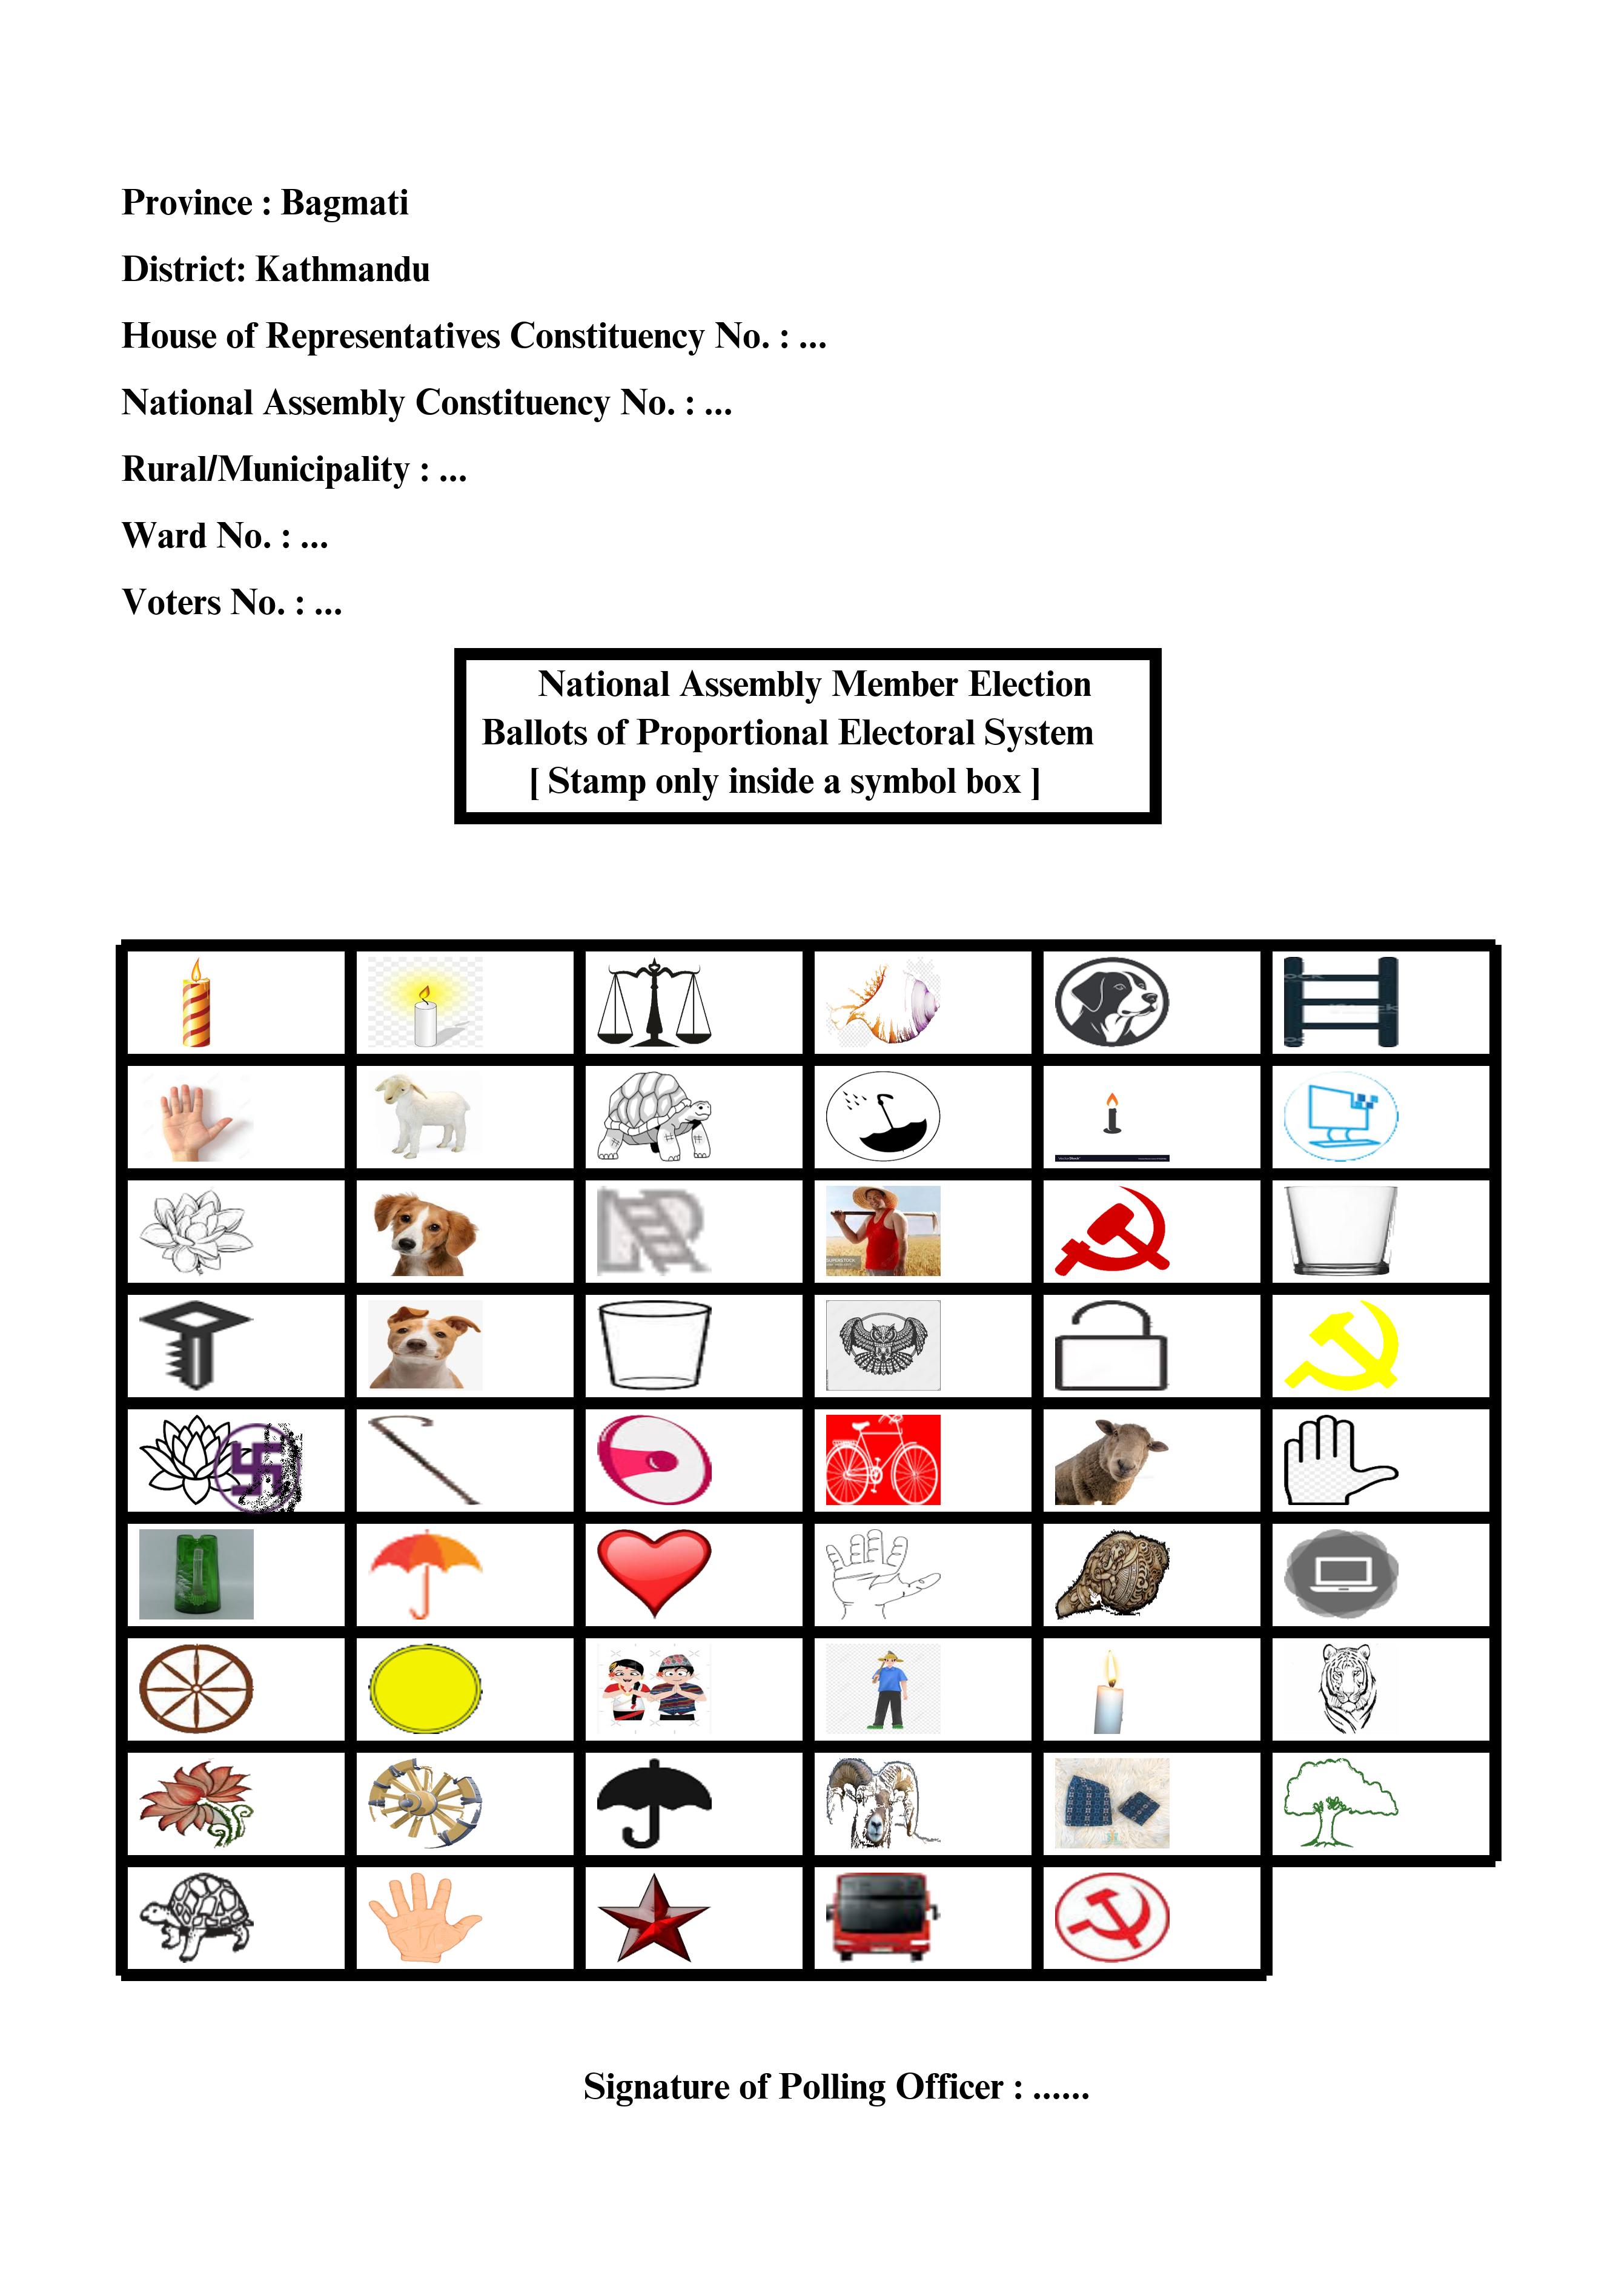 Province : Bagmati
District: Kathmandu
House of Representatives Constituency No. : ...
National Assembly Constituency No. : ...
Rural/Municipality : ...
Ward No. : ...
Voters No. : ...
National Assembly Member Election
Ballots of Proportional Electoral System
[ Stamp only inside a symbol box ]
Signature of Polling Officer : ......